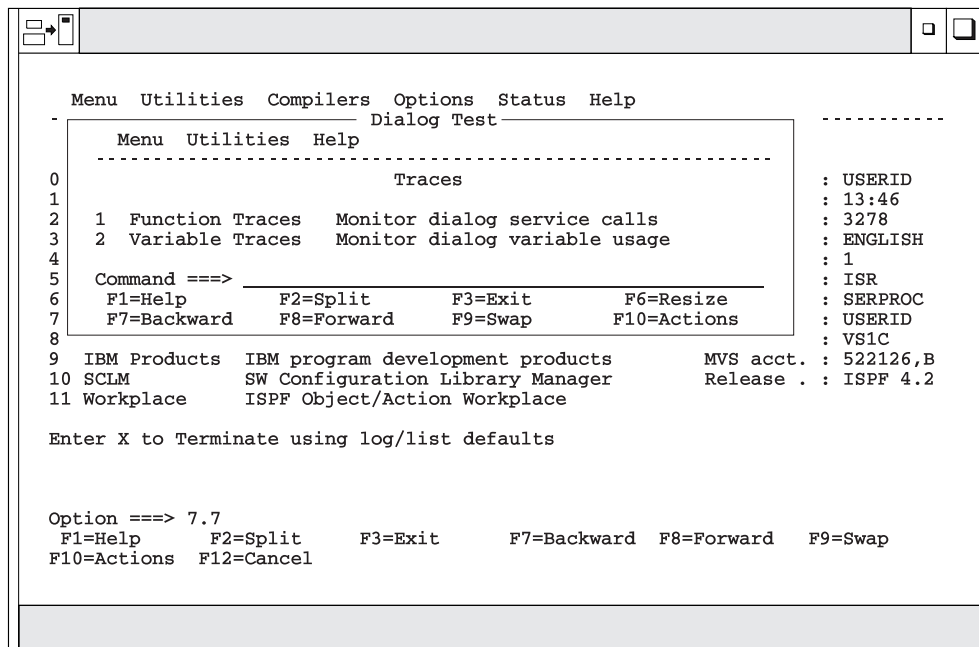 Menu  Utilities  Compilers  Options  Status  Help
- Dialog Test - - - - - - - - - - -
Menu  Utilities  Help
- - - - - - - - - - - - - - - - - - - - - - - - - - - - - - - - - - - - - - - - - - - - - - - - - - - - - - - - - - -
0 Traces : USERID
1 : 13:46
2 1  Function Traces   Monitor dialog service calls : 3278
3 2  Variable Traces   Monitor dialog variable usage : ENGLISH
4 : 1
5 Command ===> : ISR
6 F1=Help  F2=Split  F3=Exit  F6=Resize : SERPROC
7 F7=Backward  F8=Forward  F9=Swap  F10=Actions : USERID
8 : VS1C
9  IBM Products  IBM program development products  MVS acct. : 522126,B
10 SCLM  SW Configuration Library Manager  Release . : ISPF 4.2
11 Workplace  ISPF Object/Action Workplace
Enter X to Terminate using log/list defaults
Option ===> 7.7
F1=Help  F2=Split  F3=Exit  F7=Backward  F8=Forward  F9=Swap
F10=Actions  F12=Cancel